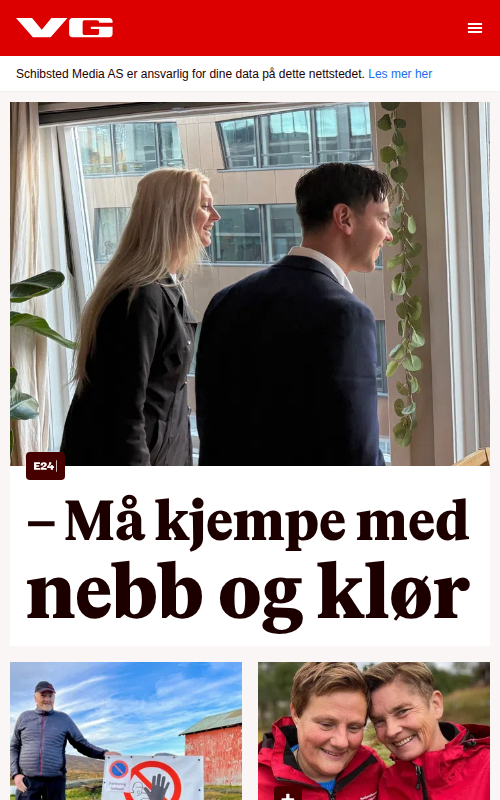 VG
Schibsted Media AS er ansvarlig for dine data på dette nettstedet. Les mer her
E24
– Må kjempe med
nebb og klør